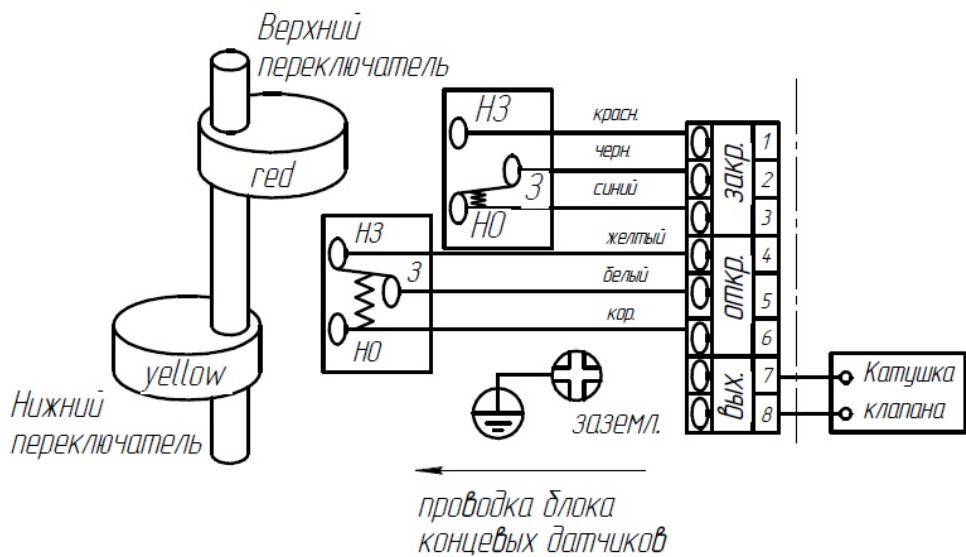 Верхний
переключатель
red
yellow
Нижний
переключатель
НЗ
З
НО
НЗ
З
НО
красн.
черн.
синий
желтый
белый
кор.
закр.
откр.
вых.
1
2
3
4
5
6
7
8
Катушка
клапана
заземл.
проводка блока
концевых датчиков